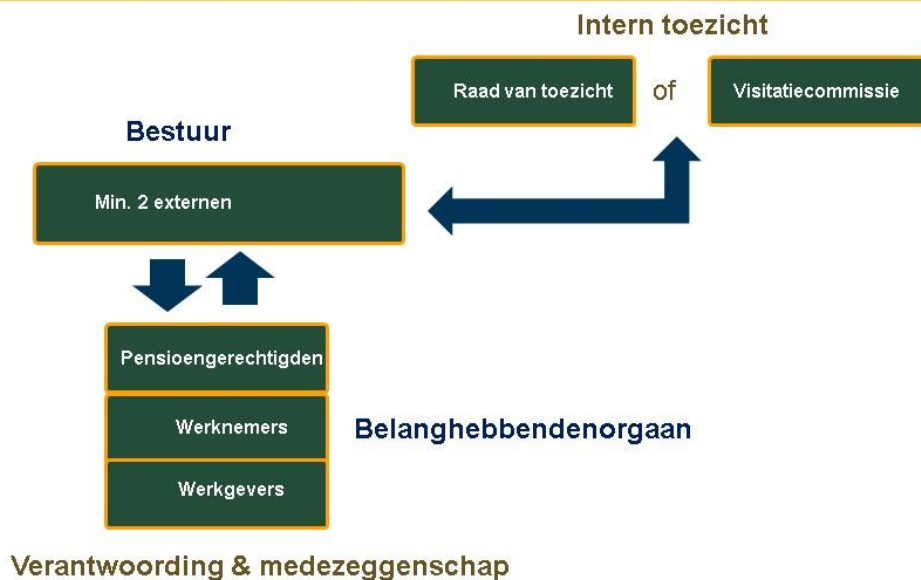 Intern toezicht
Raad van toezicht of Visitatiecommissie
Bestuur
Min. 2 externen
Pensioengerechtigden
Werknemers
Belanghebbendenorgaan
Werkgevers
Verantwoording & medezeggenschap